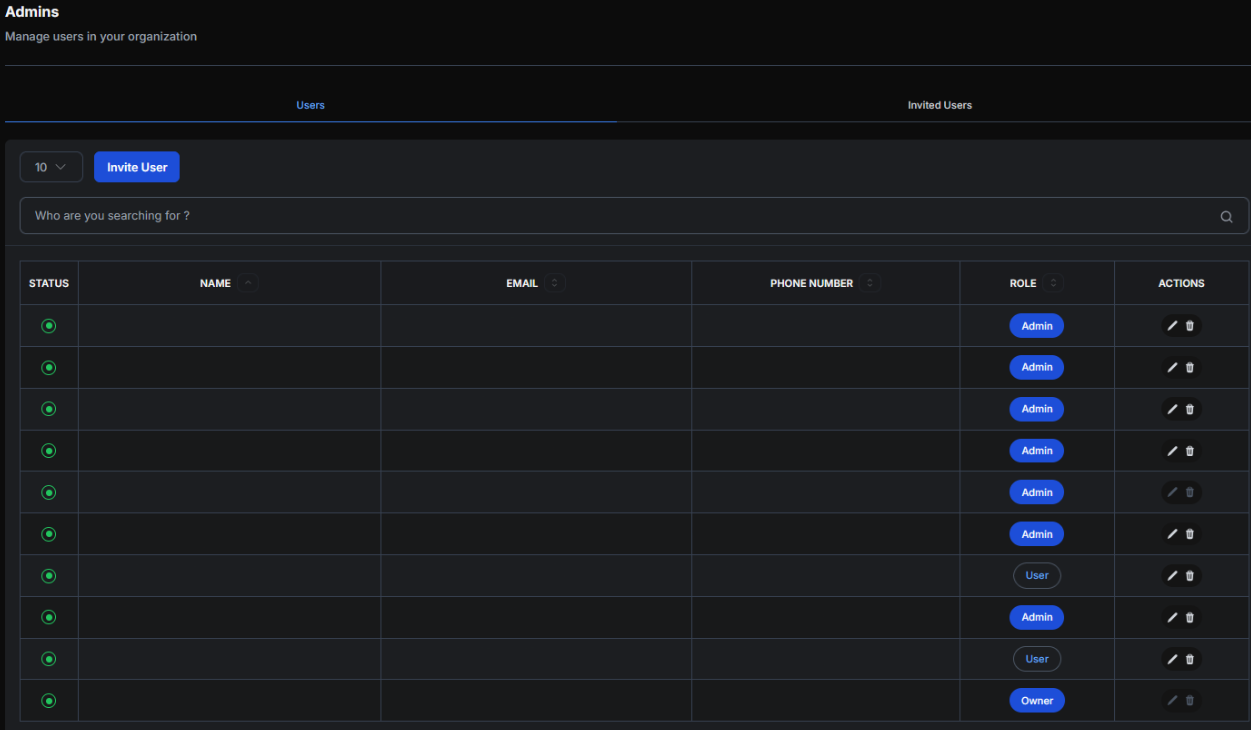 Admins
Manage users in your organization
Users Invited Users
10 Invite User
Who are you searching for ?
STATUS NAME EMAIL PHONE NUMBER ROLE ACTIONS
Admin
Admin
Admin
Admin
Admin
Admin
User
Admin
User
Owner